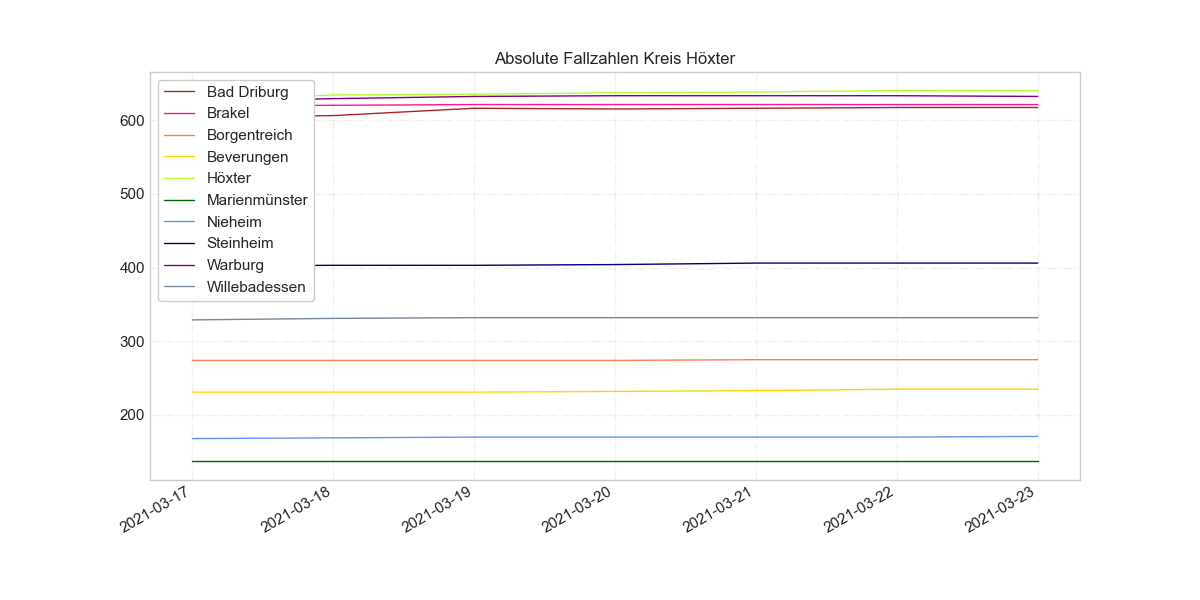 Absolute Fallzahlen Kreis Höxter
Bad Driburg
Brakel
Borgentreich
Beverungen
Höxter
Marienmünster
Nieheim
Steinheim
Warburg
Willebadessen
600
500
400
300
200
2021-03-17
2021-03-18
2021-03-19
2021-03-20
2021-03-21
2021-03-22
2021-03-23